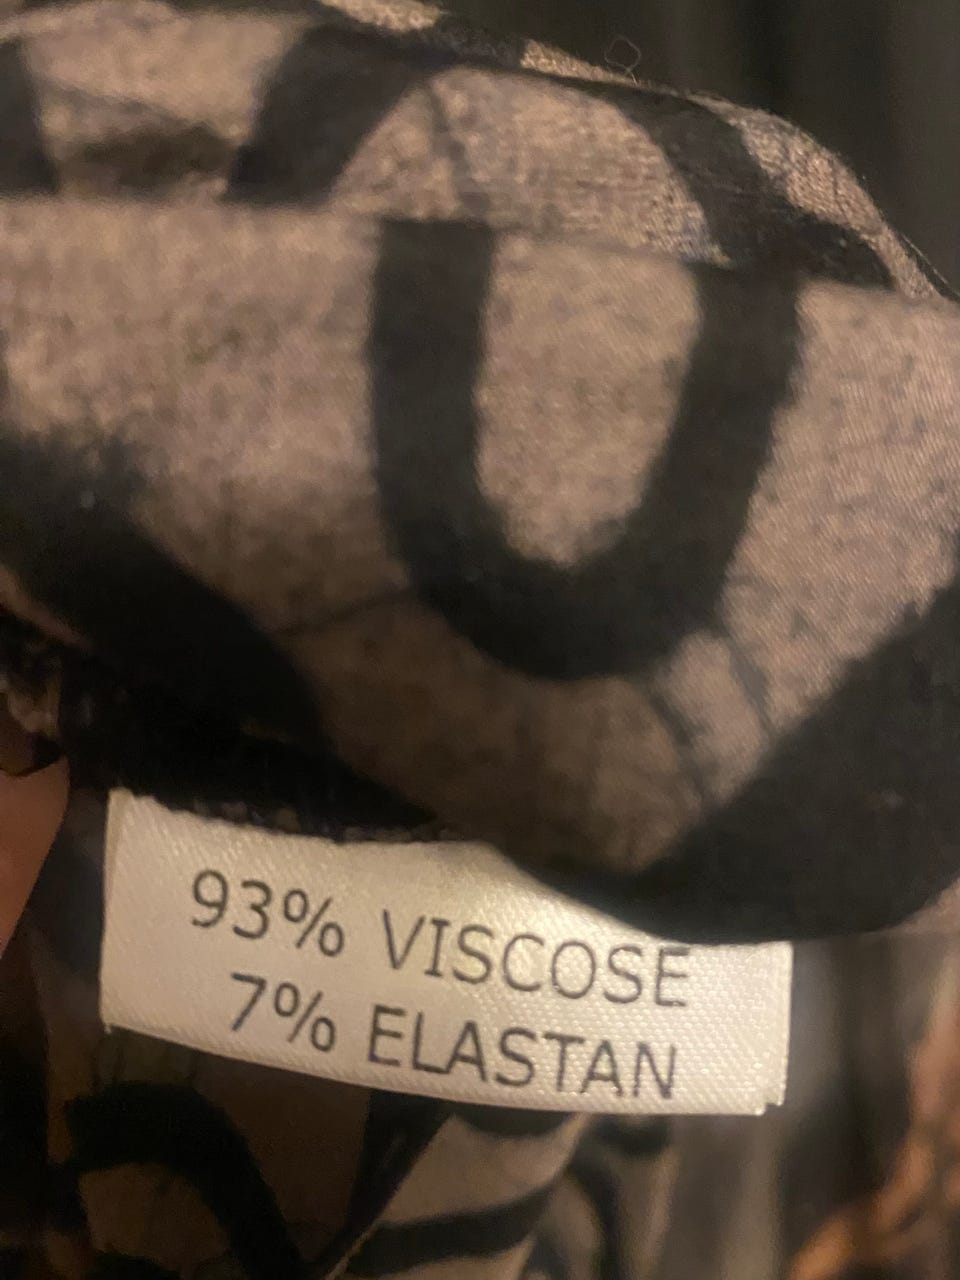 93% VISCOSE
7% ELASTAN